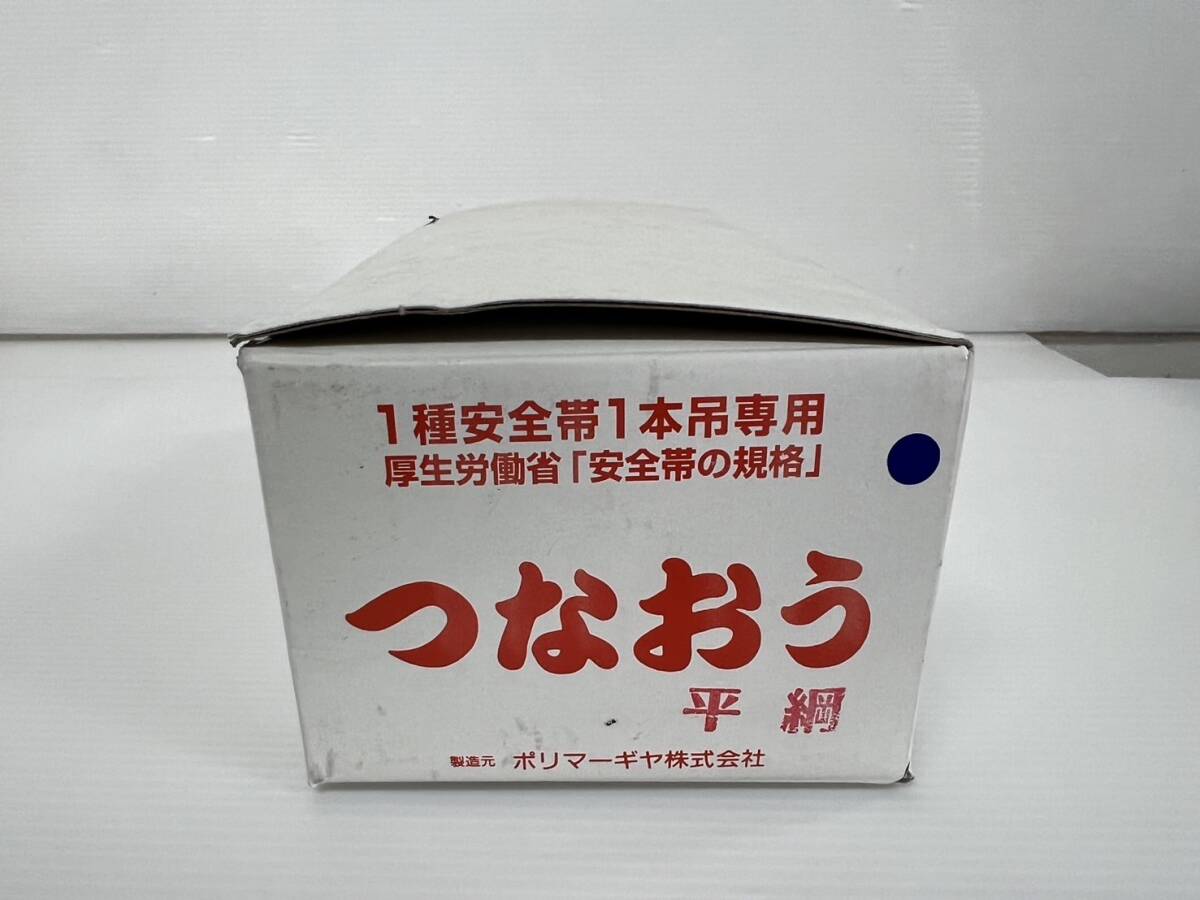 1種安全帯1本吊専用
厚生労働省「安全帯の規格」
つなおう
平綱
製造元 ポリマーギヤ株式会社